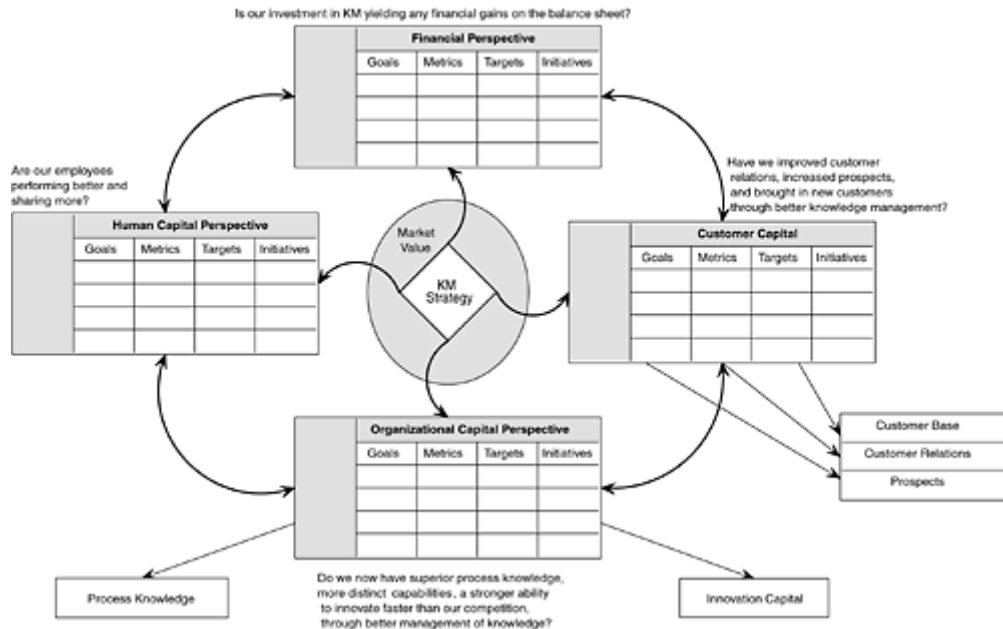 Is our investment in KM yielding any financial gains on the balance sheet?
Financial Perspective
Goals Metrics Targets Initiatives
Are our employees
performing better and
sharing more?
Human Capital Perspective
Goals Metrics Targets Initiatives
Market
Value
KM
Strategy
Have we improved customer
relations, increased prospects,
and brought in new customers
through better knowledge management?
Customer Capital
Goals Metrics Targets Initiatives
Organizational Capital Perspective
Goals Metrics Targets Initiatives
Customer Base
Customer Relations
Prospects
Process Knowledge
Do we now have superior process knowledge,
more distinct capabilities, a stronger ability
to innovate faster than our competition,
through better management of knowledge?
Innovation Capital